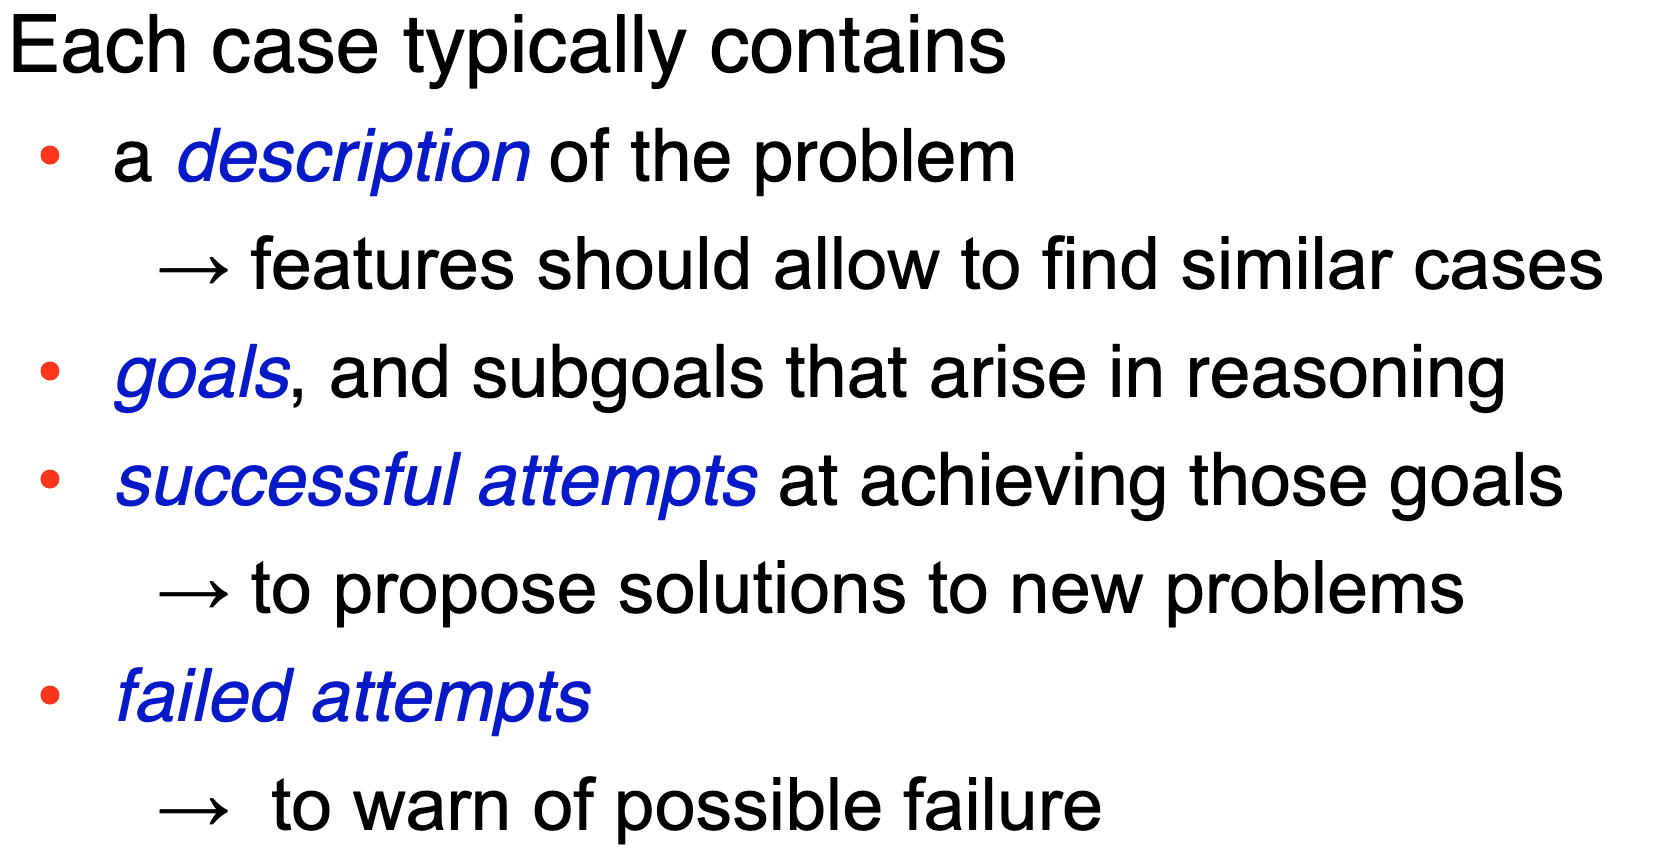 Each case typically contains
• a description of the problem
→ features should allow to find similar cases
• goals, and subgoals that arise in reasoning
• successful attempts at achieving those goals
→ to propose solutions to new problems
• failed attempts
→ to warn of possible failure